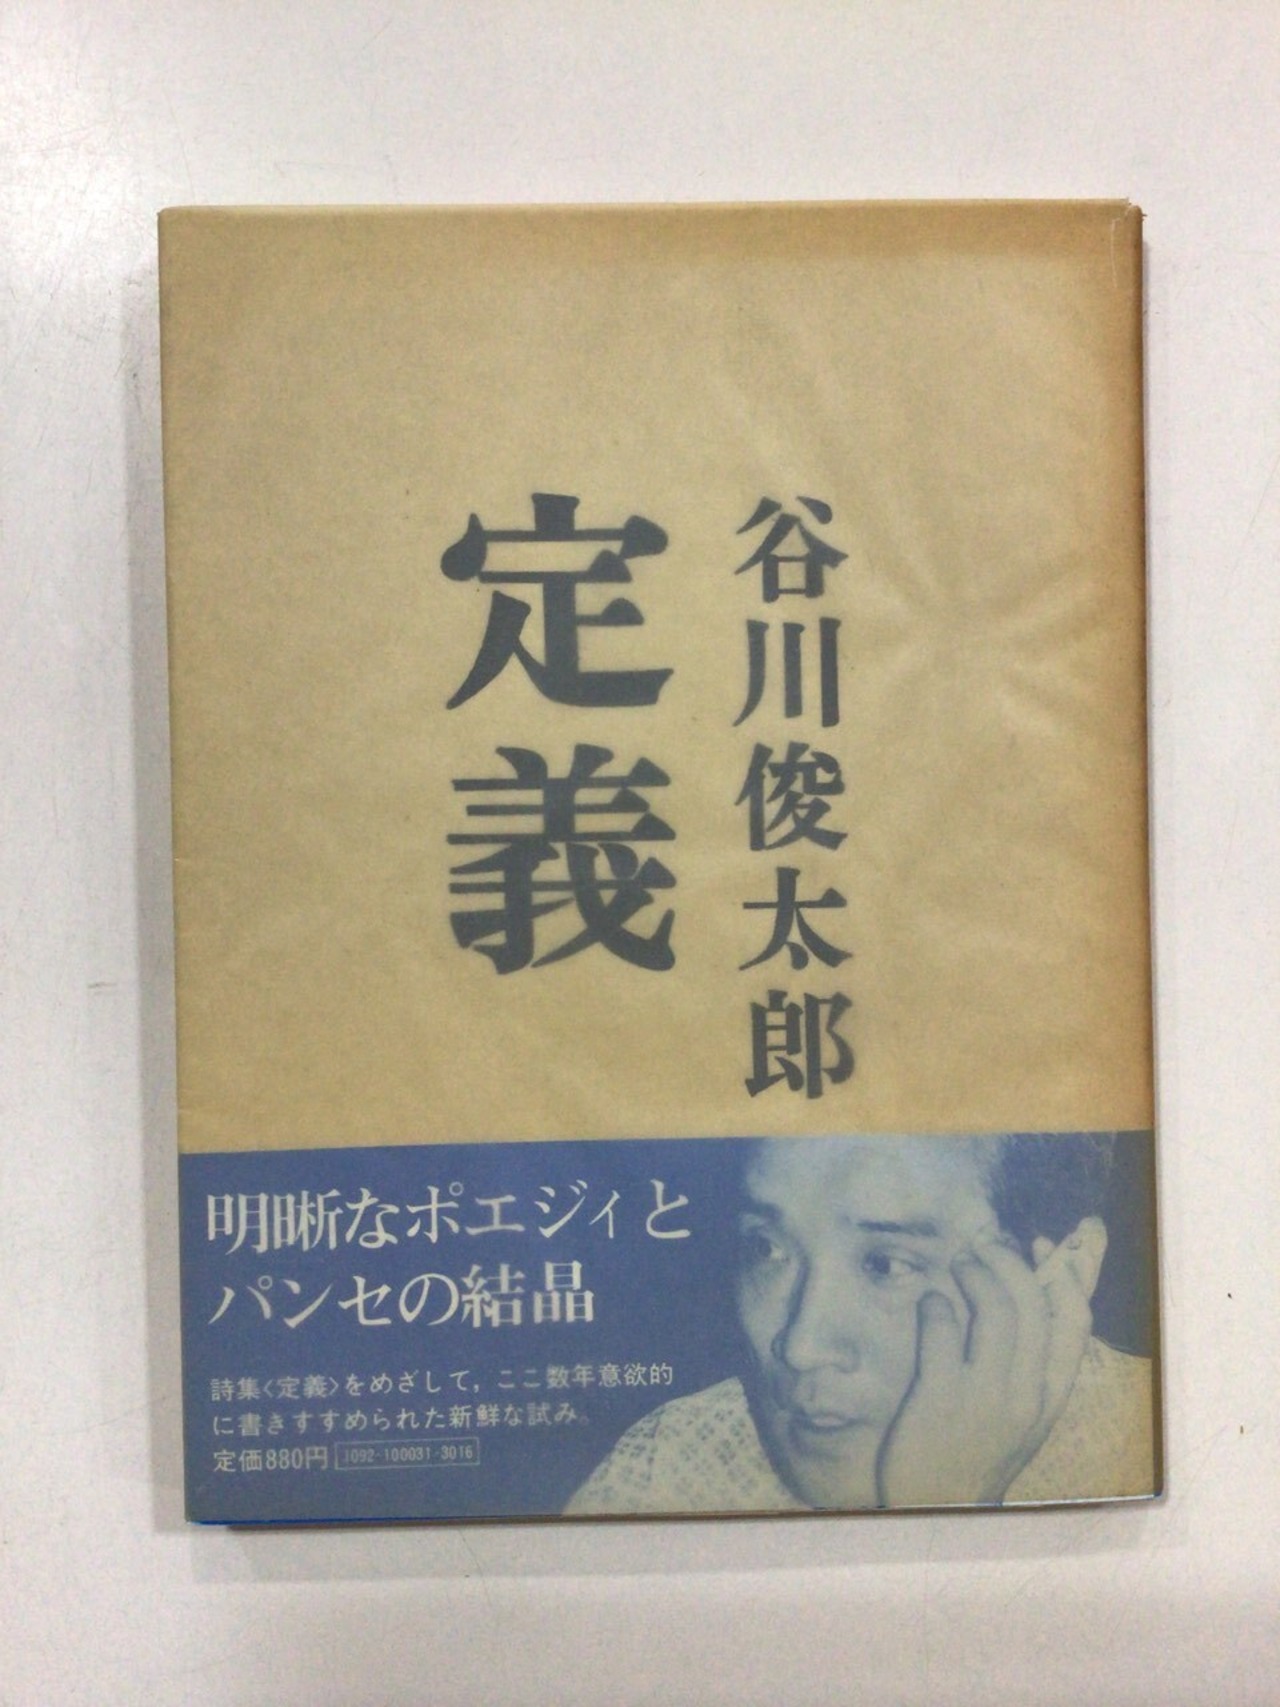 谷川俊太郎
定義
明晰なポエジィと
パンセの結晶
詩集〈定義〉をめざして，ここ数年意欲的
に書きすすめられた新鮮な試み。
定価880円 1092-100031-3016